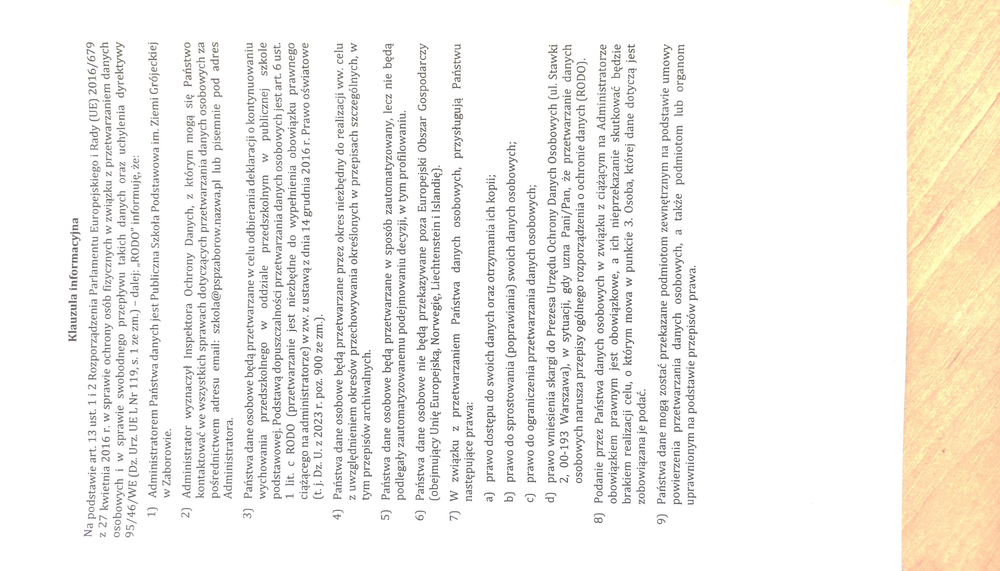 Klauzula informacyjna
Na podstawie art. 13 ust. 1 i 2 Rozporządzenia Parlamentu Europejskiego i Rady (UE) 2016/679
z 27 kwietnia 2016 r. w sprawie ochrony osób fizycznych w związku z przetwarzaniem danych
osobowych i w sprawie swobodnego przepływu takich danych oraz uchylenia dyrektywy
95/46/WE (Dz. Urz. UE L Nr 119, s. 1 ze zm.) – dalej: „RODO” informuję, że:
1) Administratorem Państwa danych jest Publiczna Szkoła Podstawowa im. Ziemi Grójeckiej
w Zaborowie.
2) Administrator wyznaczył Inspektora Ochrony Danych, z którym mogą się Państwo
kontaktować we wszystkich sprawach dotyczących przetwarzania danych osobowych za
pośrednictwem adresu email: szkola@pspzaborow.nazwa.pl lub pisemnie pod adres
Administratora.
3) Państwa dane osobowe będą przetwarzane w celu odbierania deklaracji o kontynuowaniu
wychowania przedszkolnego w oddziale przedszkolnym w publicznej szkole
podstawowej. Podstawą dopuszczalności przetwarzania danych osobowych jest art. 6 ust.
1 lit. c RODO (przetwarzanie jest niezbędne do wypełnienia obowiązku prawnego
ciążącego na administratorze) w zw. z ustawą z dnia 14 grudnia 2016 r. Prawo oświatowe
(t. j. Dz. U. z 2023 r. poz. 900 ze zm.).
4) Państwa dane osobowe będą przetwarzane przez okres niezbędny do realizacji ww. celu
z uwzględnieniem okresów przechowywania określonych w przepisach szczególnych, w
tym przepisów archiwalnych.
5) Państwa dane osobowe będą przetwarzane w sposób zautomatyzowany, lecz nie będą
podlegały zautomatyzowanemu podejmowaniu decyzji, w tym profilowaniu.
6) Państwa dane osobowe nie będą przekazywane poza Europejski Obszar Gospodarczy
(obejmujący Unię Europejską, Norwegię, Liechtenstein i Islandię).
7) W związku z przetwarzaniem Państwa danych osobowych, przysługują Państwu
następujące prawa:
a) prawo dostępu do swoich danych oraz otrzymania ich kopii;
b) prawo do sprostowania (poprawiania) swoich danych osobowych;
c) prawo do ograniczenia przetwarzania danych osobowych;
d) prawo wniesienia skargi do Prezesa Urzędu Ochrony Danych Osobowych (ul. Stawki
2, 00-193 Warszawa), w sytuacji, gdy uzna Pani/Pan, że przetwarzanie danych
osobowych narusza przepisy ogólnego rozporządzenia o ochronie danych (RODO).
8) Podanie przez Państwa danych osobowych w związku z ciążącym na Administratorze
obowiązkiem prawnym jest obowiązkowe, a ich nieprzekazanie skutkować będzie
brakiem realizacji celu, o którym mowa w punkcie 3. Osoba, której dane dotyczą jest
zobowiązana je podać.
9) Państwa dane mogą zostać przekazane podmiotom zewnętrznym na podstawie umowy
powierzenia przetwarzania danych osobowych, a także podmiotom lub organom
uprawnionym na podstawie przepisów prawa.